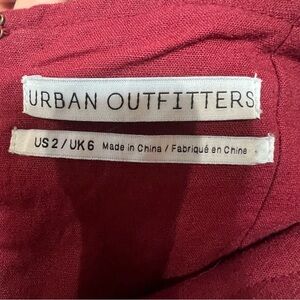 URBAN OUTFITTERS
US 2 / UK 6 Made in China / Fabriqué en Chine